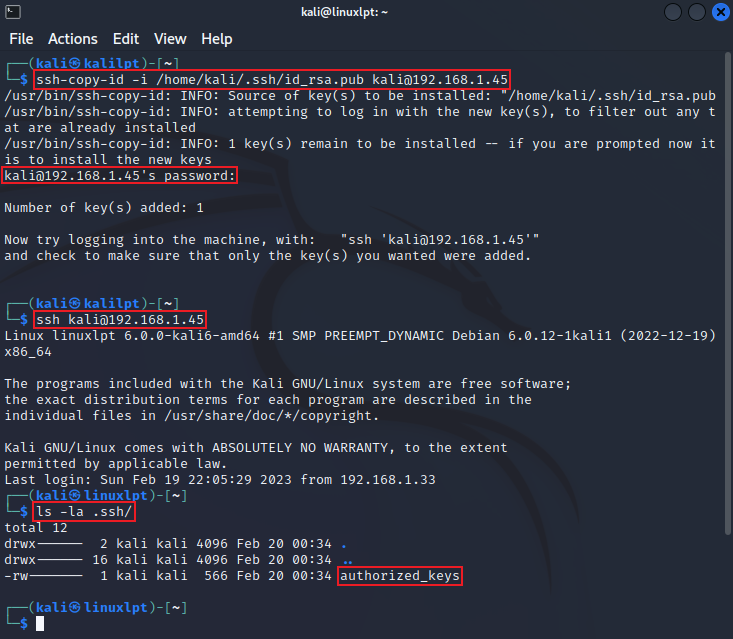 kali@linuxlpt: ~
File Actions Edit View Help
┌──(kali㉿kalilpt)-[~]
└─$ ssh-copy-id -i /home/kali/.ssh/id_rsa.pub kali@192.168.1.45
/usr/bin/ssh-copy-id: INFO: Source of key(s) to be installed: "/home/kali/.ssh/id_rsa.pub
/usr/bin/ssh-copy-id: INFO: attempting to log in with the new key(s), to filter out any t
at are already installed
/usr/bin/ssh-copy-id: INFO: 1 key(s) remain to be installed -- if you are prompted now it
is to install the new keys
kali@192.168.1.45's password:
Number of key(s) added: 1
Now try logging into the machine, with:   "ssh 'kali@192.168.1.45'"
and check to make sure that only the key(s) you wanted were added.
┌──(kali㉿kalilpt)-[~]
└─$ ssh kali@192.168.1.45
Linux linuxlpt 6.0.0-kali6-amd64 #1 SMP PREEMPT_DYNAMIC Debian 6.0.12-1kali1 (2022-12-19)
x86_64
The programs included with the Kali GNU/Linux system are free software;
the exact distribution terms for each program are described in the
individual files in /usr/share/doc/*/copyright.
Kali GNU/Linux comes with ABSOLUTELY NO WARRANTY, to the extent
permitted by applicable law.
Last login: Sun Feb 19 22:05:29 2023 from 192.168.1.33
┌──(kali㉿linuxlpt)-[~]
└─$ ls -la .ssh/
total 12
drwx------  2 kali kali 4096 Feb 20 00:34 .
drwx------ 16 kali kali 4096 Feb 20 00:34 ..
-rw-------  1 kali kali  566 Feb 20 00:34 authorized_keys
┌──(kali㉿linuxlpt)-[~]
└─$